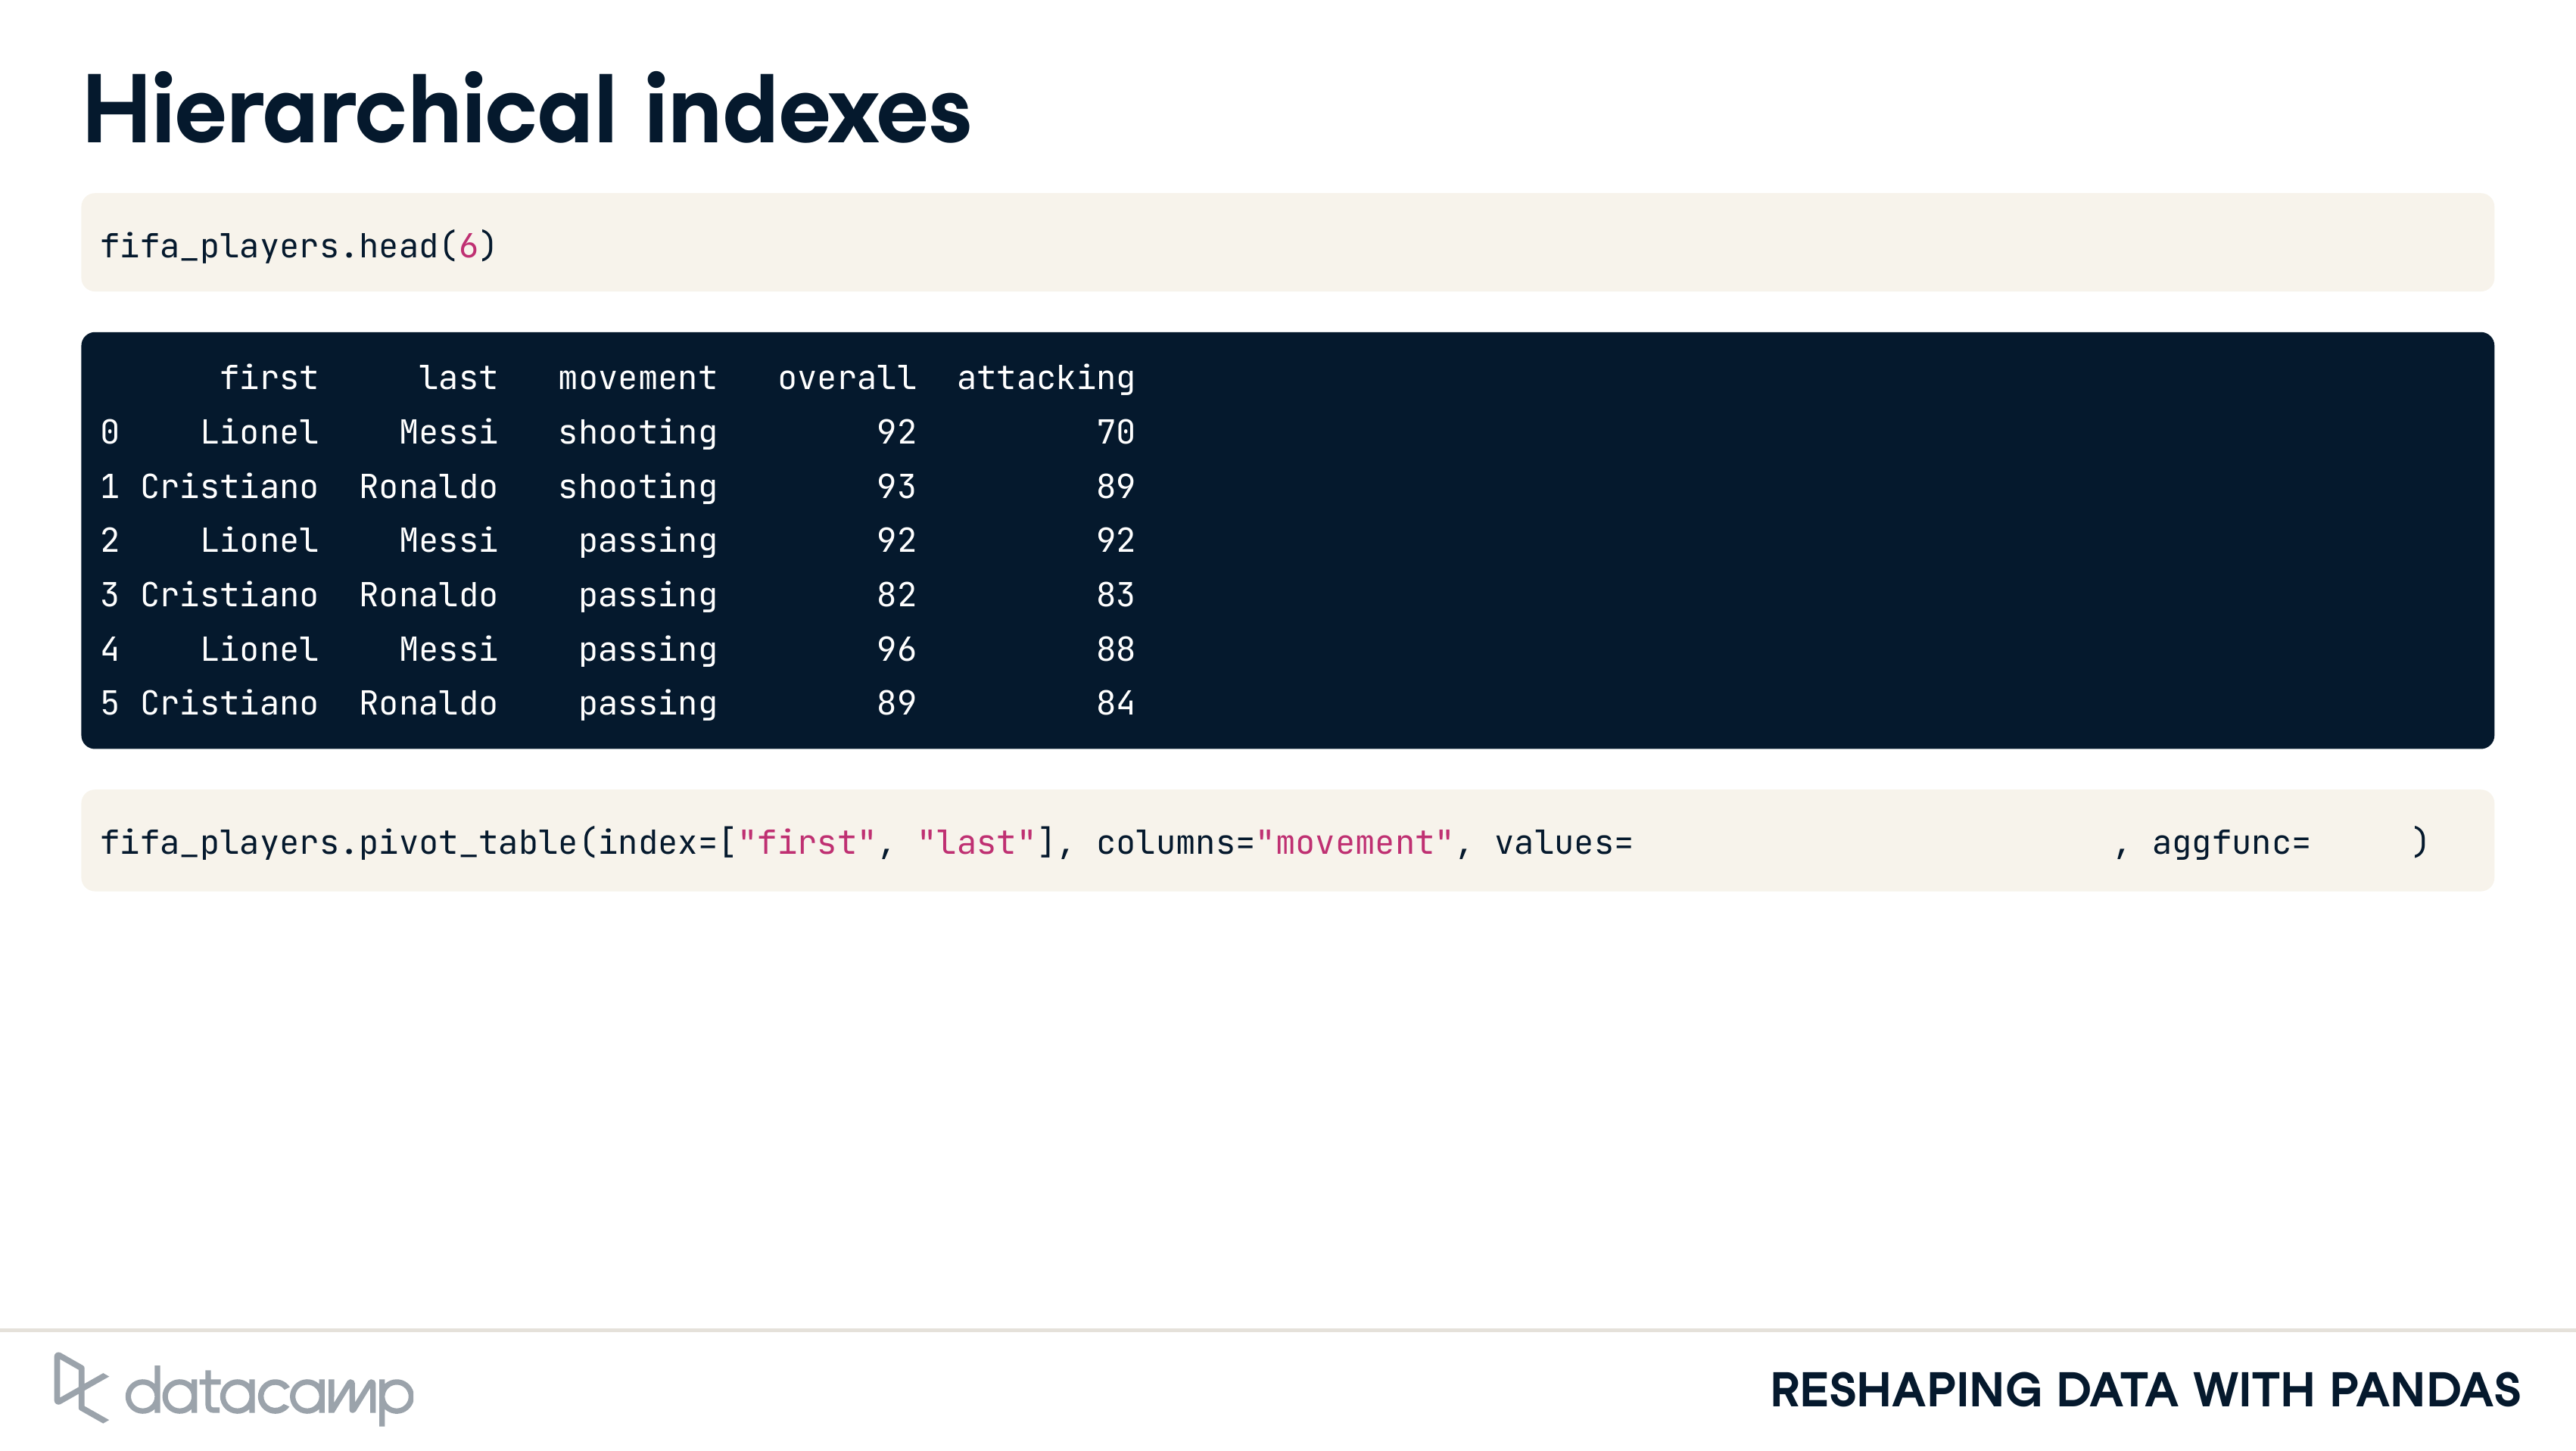 Hierarchical indexes
fifa_players.head(6)
first last movement overall attacking
0 Lionel Messi shooting 92 70
1 Cristiano Ronaldo shooting 93 89
2 Lionel Messi passing 92 92
3 Cristiano Ronaldo passing 82 83
4 Lionel Messi passing 96 88
5 Cristiano Ronaldo passing 89 84
fifa_players.pivot_table(index=["first", "last"], columns="movement", values= , aggfunc= )
datacamp
RESHAPING DATA WITH PANDAS